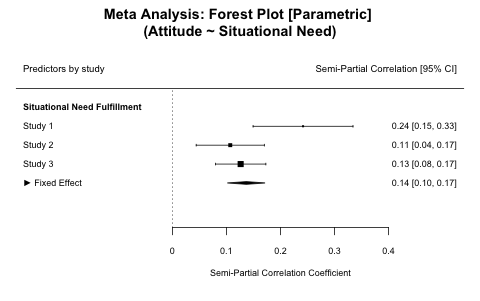 Meta Analysis: Forest Plot [Parametric]
(Attitude ~ Situational Need)
Predictors by study Semi-Partial Correlation [95% CI]
Situational Need Fulfillment
Study 1 0.24 [0.15, 0.33]
Study 2 0.11 [0.04, 0.17]
Study 3 0.13 [0.08, 0.17]
► Fixed Effect 0.14 [0.10, 0.17]
0 0.1 0.2 0.3 0.4
Semi-Partial Correlation Coefficient